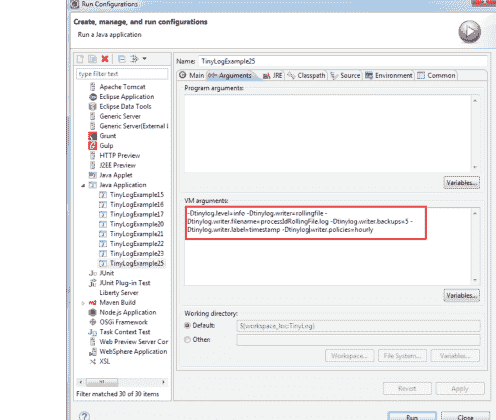 Run Configurations
Create, manage, and run configurations
Run a Java application
type filter text
Apache Tomcat
Eclipse Application
Eclipse Data Tools
Generic Server
Generic Server(External l
Grunt
Gulp
HTTP Preview
J2EE Preview
Java Applet
Java Application
TinyLogExample15
TinyLogExample16
TinyLogExample17
TinyLogExample20
TinyLogExample21
TinyLogExample22
TinyLogExample23
TinyLogExample25
JUnit
JUnit Plug-in Test
Liberty Server
Maven Build
Node.js Application
OSGi Framework
Task Context Test
Web Preview Server Cor
WebSphere Application
XSL
Filter matched 30 of 30 items
Name: TinyLogExample25
Main Arguments JRE Classpath Source Environment Common
Program arguments:
Variables...
VM arguments:
-Dtinylog.level=info -Dtinylog.writer=rollingfile -
Dtinylog.writer.filename=processIdRollingFile.log -Dtinylog.writer.backups=5 -
Dtinylog.writer.label=timestamp -Dtinylog.writer.policies=hourly
Variables...
Working directory:
Default: ${workspace_loc:TinyLog}
Other:
Workspace... File System... Variables...
Revert Apply
Run Close